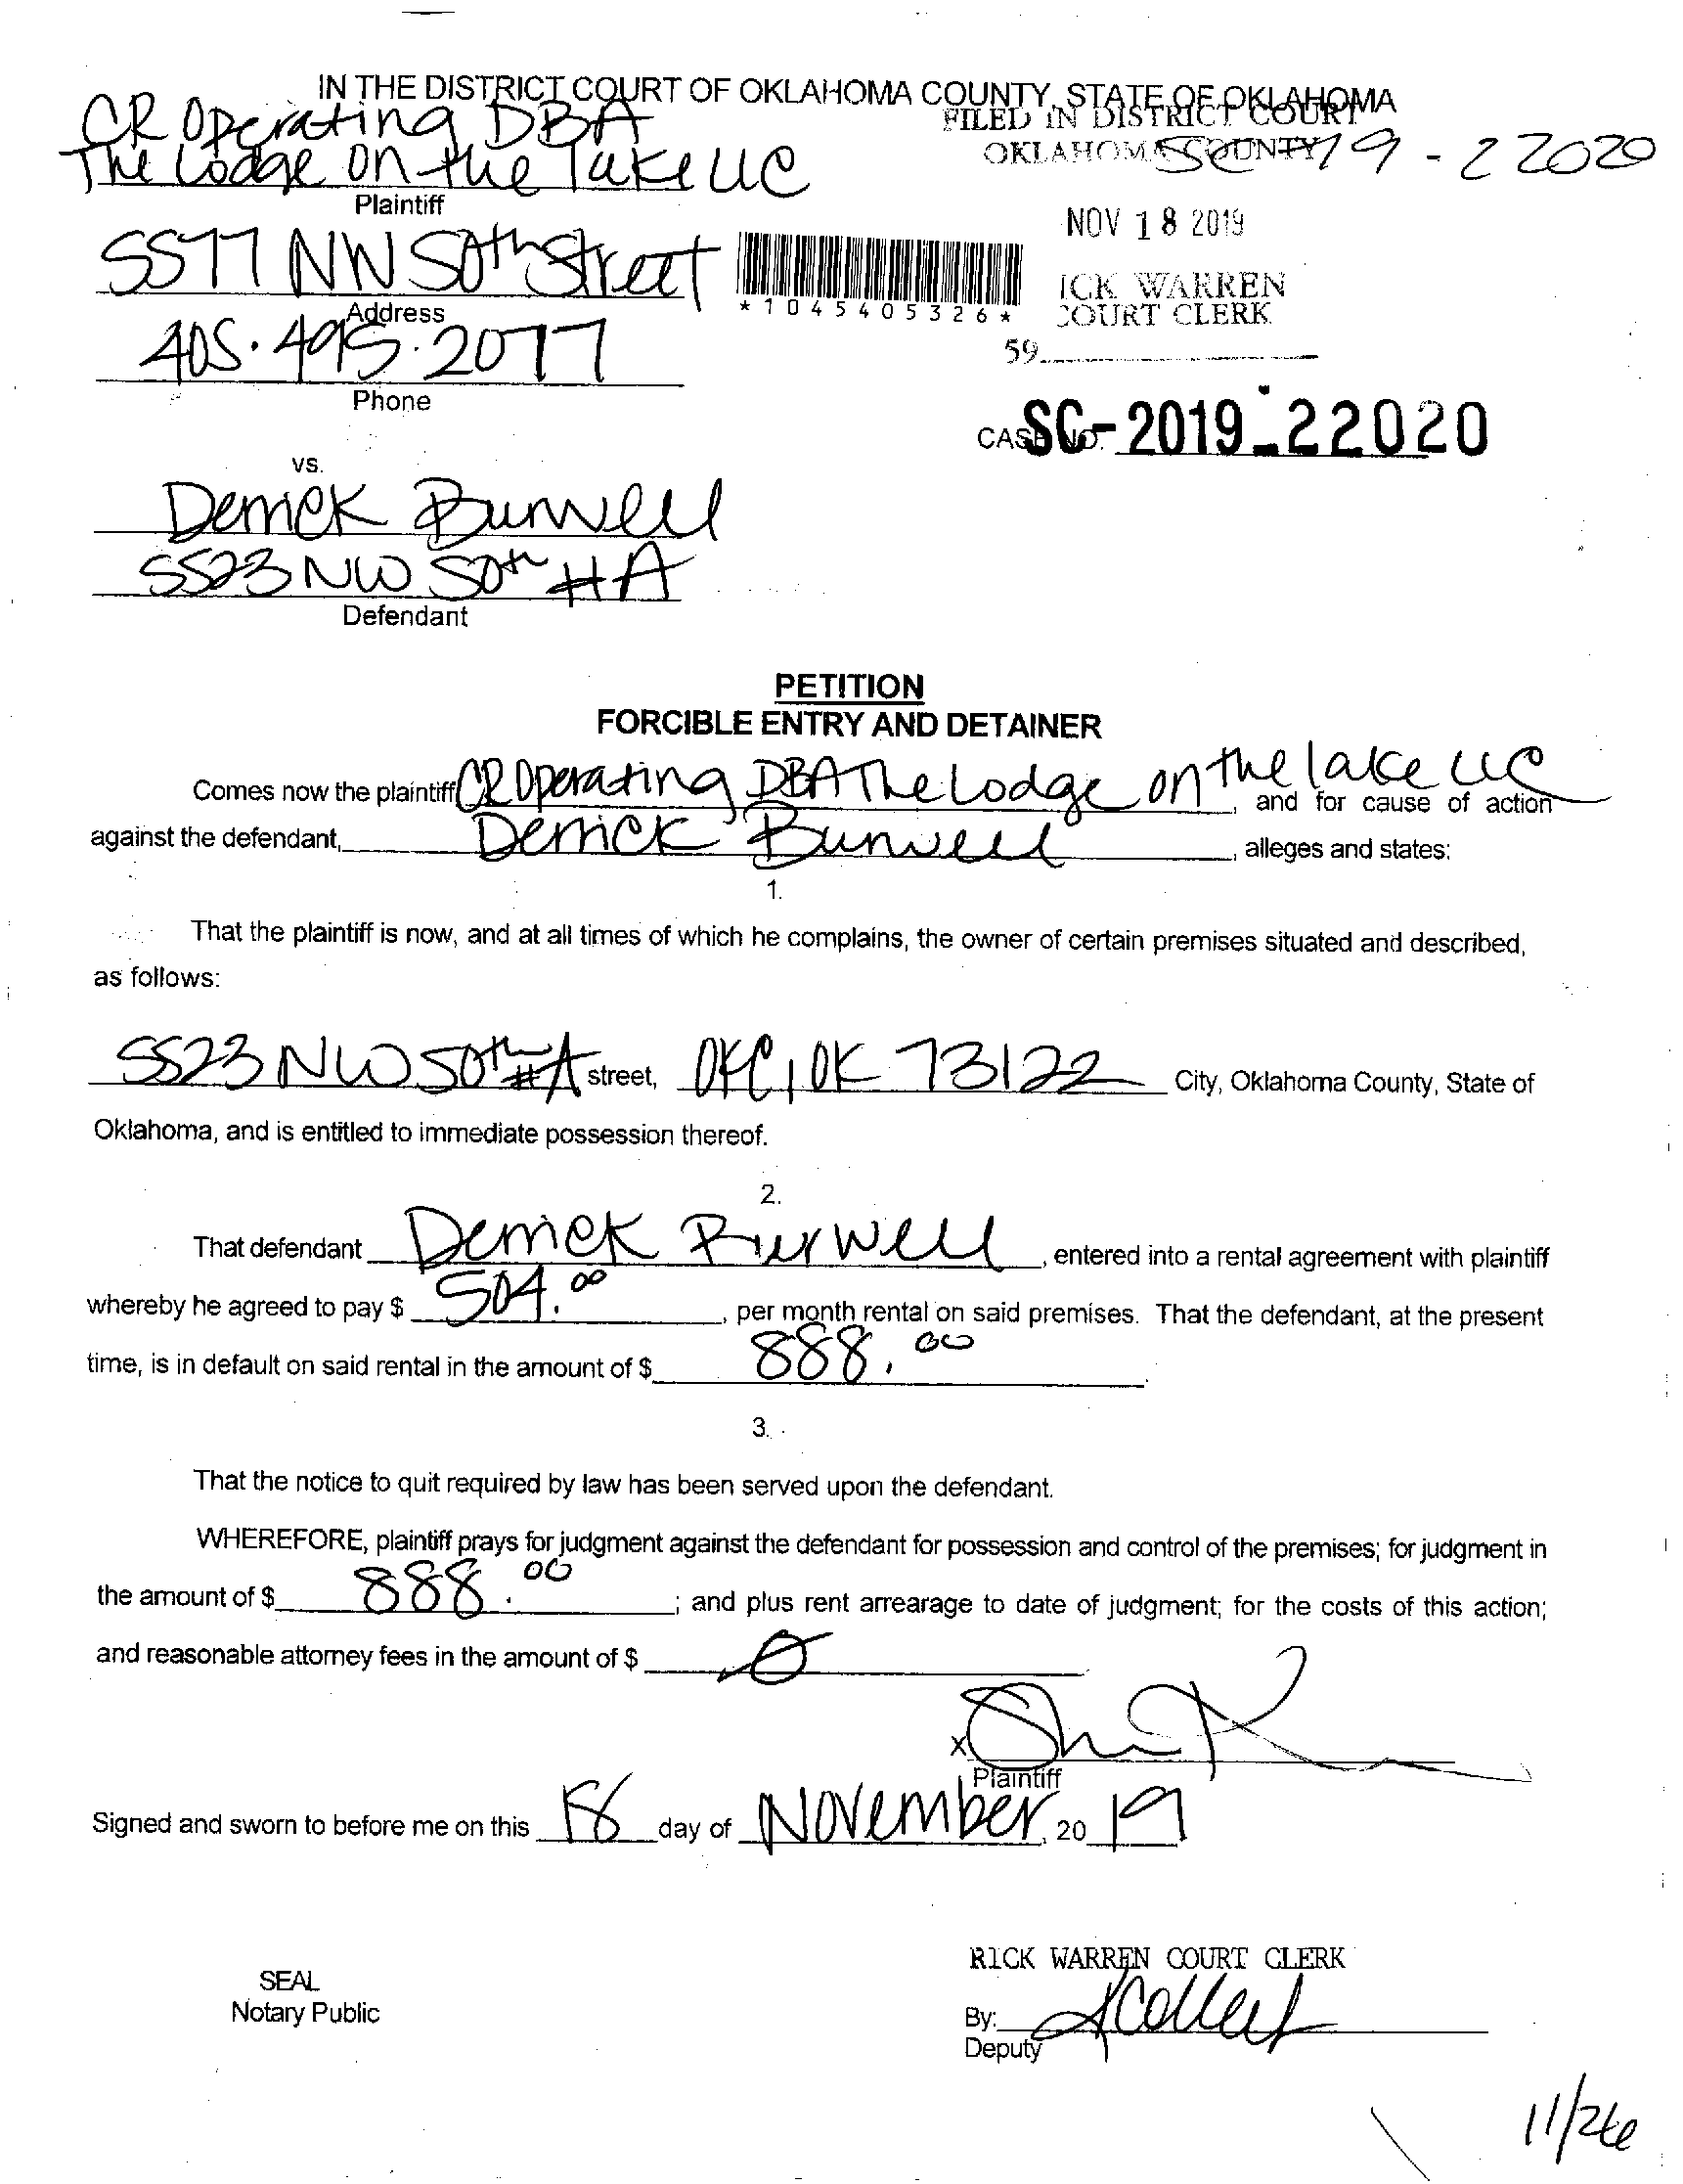 IN THE DISTRICT COURT OF OKLAHOMA COUNTY, STATE OF OKLAHOMA
CR Operating DBA
The Lodge on the Lake LLC
Plaintiff
FILED IN DISTRICT COURT
OKLAHOMA COUNTY
SC 19 - 22020
NOV 18 2019
5577 NW 50th Street
Address
*1045405326*
ICK WARREN
COURT CLERK
405.495.2077
Phone
59
CASE NO. SC-2019-22020
vs.
Derrick Burwell
5523 NW 50th #A
Defendant
PETITION
FORCIBLE ENTRY AND DETAINER
Comes now the plaintiff CR Operating DBA The Lodge on the lake LLC, and for cause of action
against the defendant, Derrick Burwell, alleges and states:
1.
That the plaintiff is now, and at all times of which he complains, the owner of certain premises situated and described,
as follows:
5523 NW 50th #A street, OKC, OK 73122 City, Oklahoma County, State of
Oklahoma, and is entitled to immediate possession thereof.
2.
That defendant Derrick Burwell, entered into a rental agreement with plaintiff
whereby he agreed to pay $ 504.00, per month rental on said premises. That the defendant, at the present
time, is in default on said rental in the amount of $ 888.00.
3.
That the notice to quit required by law has been served upon the defendant.
WHEREFORE, plaintiff prays for judgment against the defendant for possession and control of the premises; for judgment in
the amount of $ 888.00; and plus rent arrearage to date of judgment; for the costs of this action;
and reasonable attorney fees in the amount of $ 0
X
Plaintiff
Signed and sworn to before me on this 18 day of November, 2019
SEAL
Notary Public
RICK WARREN COURT CLERK
By:
Deputy
11/26